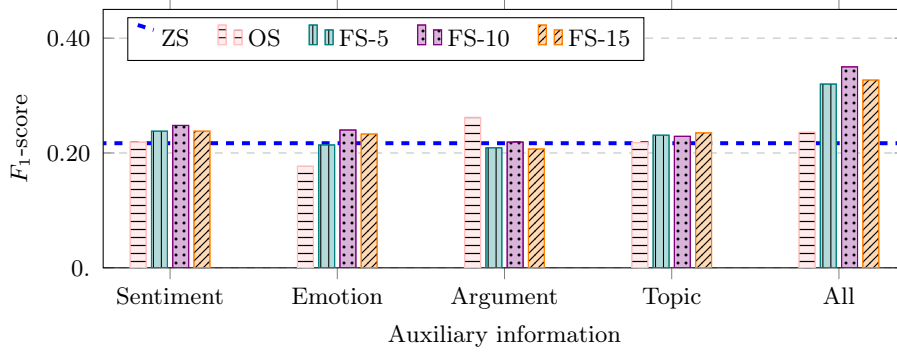 0.40
ZS OS FS-5 FS-10 FS-15
F1-score
0.20
0.
Sentiment Emotion Argument Topic All
Auxiliary information